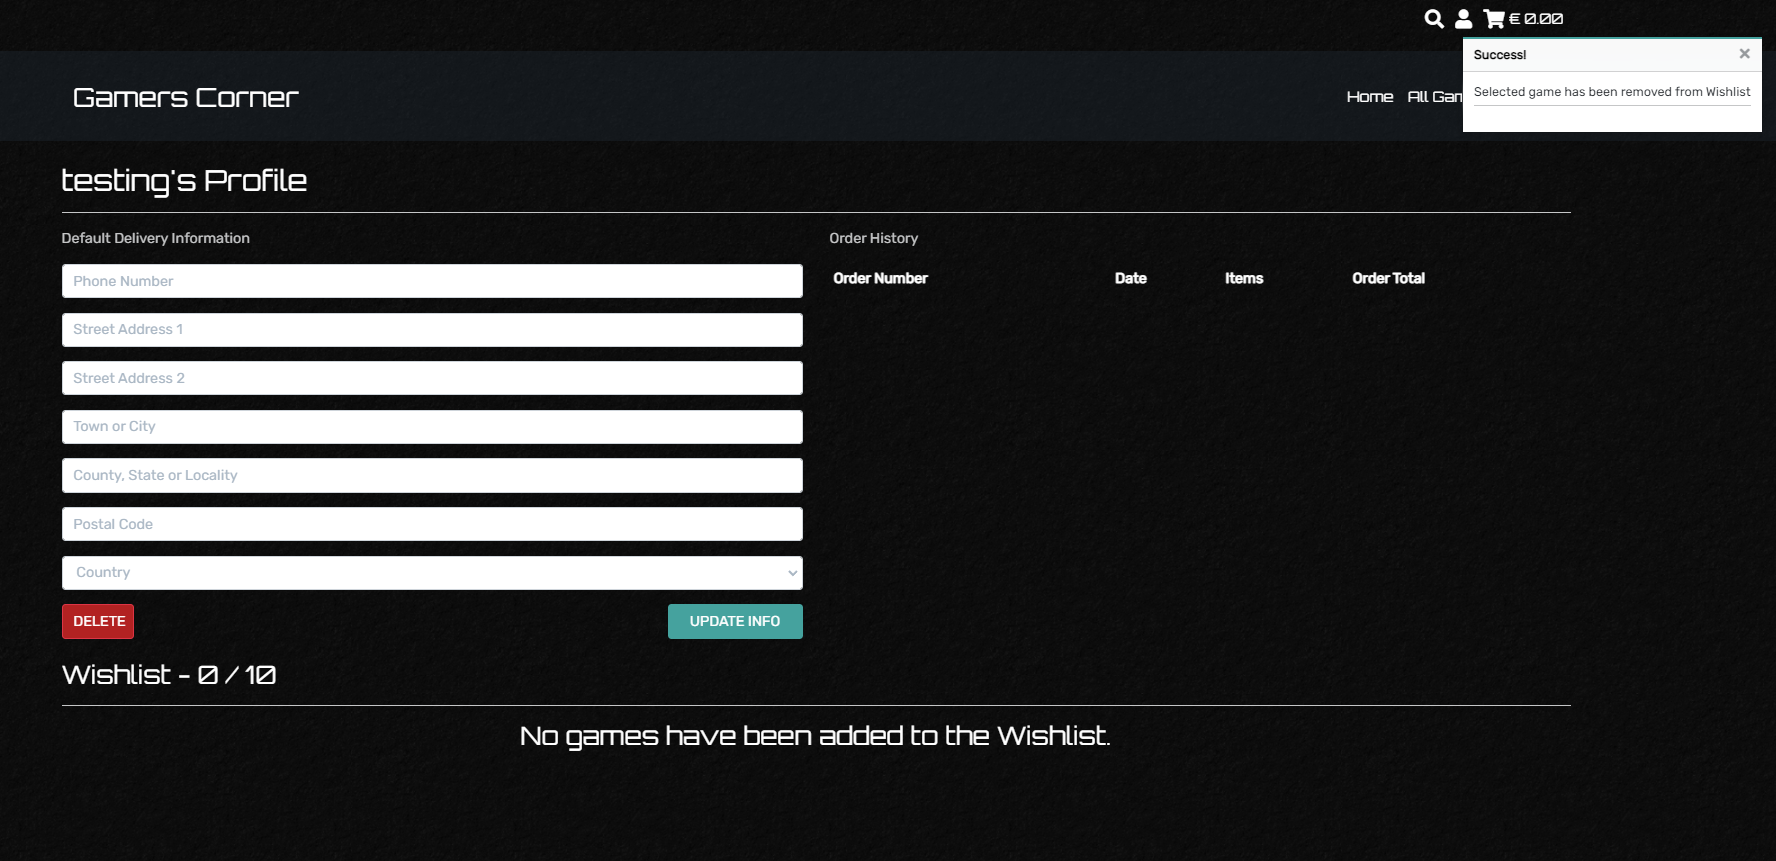 € 0.00
Success!
Selected game has been removed from Wishlist
Gamers Corner
Home All Gam
testing's Profile
Default Delivery Information
Phone Number
Street Address 1
Street Address 2
Town or City
County, State or Locality
Postal Code
Country
DELETE
UPDATE INFO
Order History
Order Number Date Items Order Total
Wishlist - 0 / 10
No games have been added to the Wishlist.